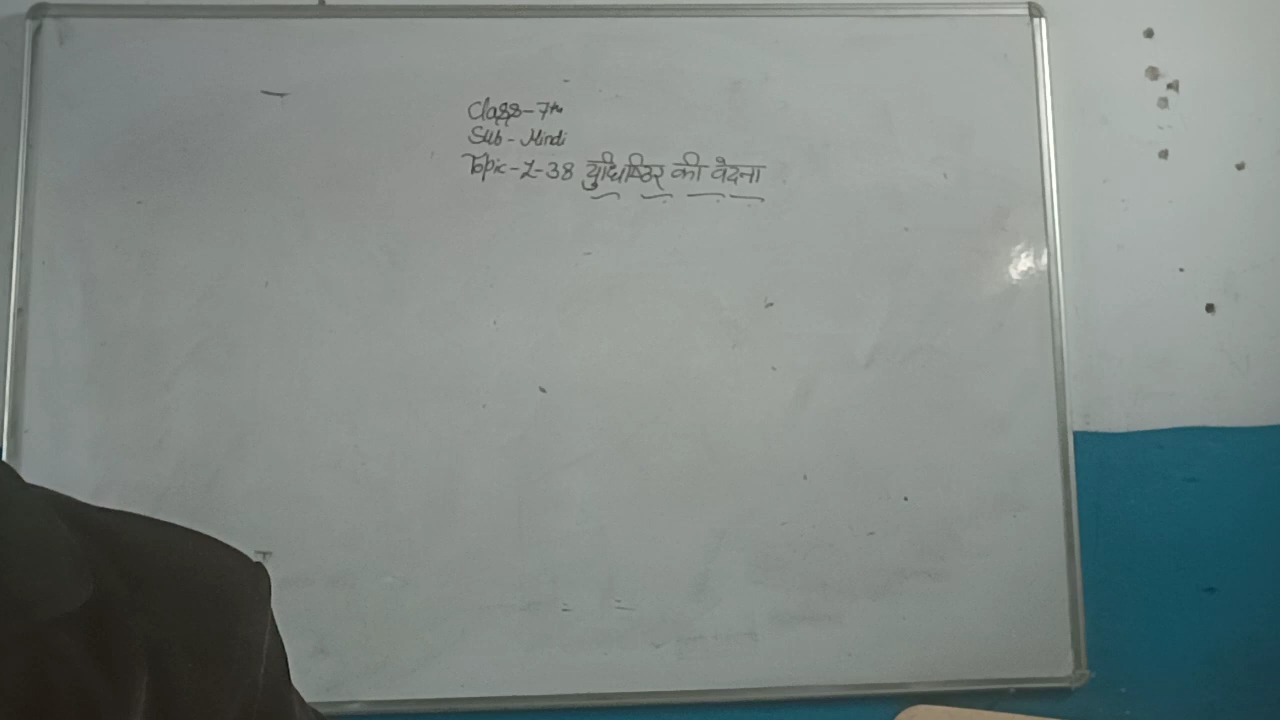 Class-7th
Sub - Hindi
Topic-L-38 युधिष्ठिर की वेदना